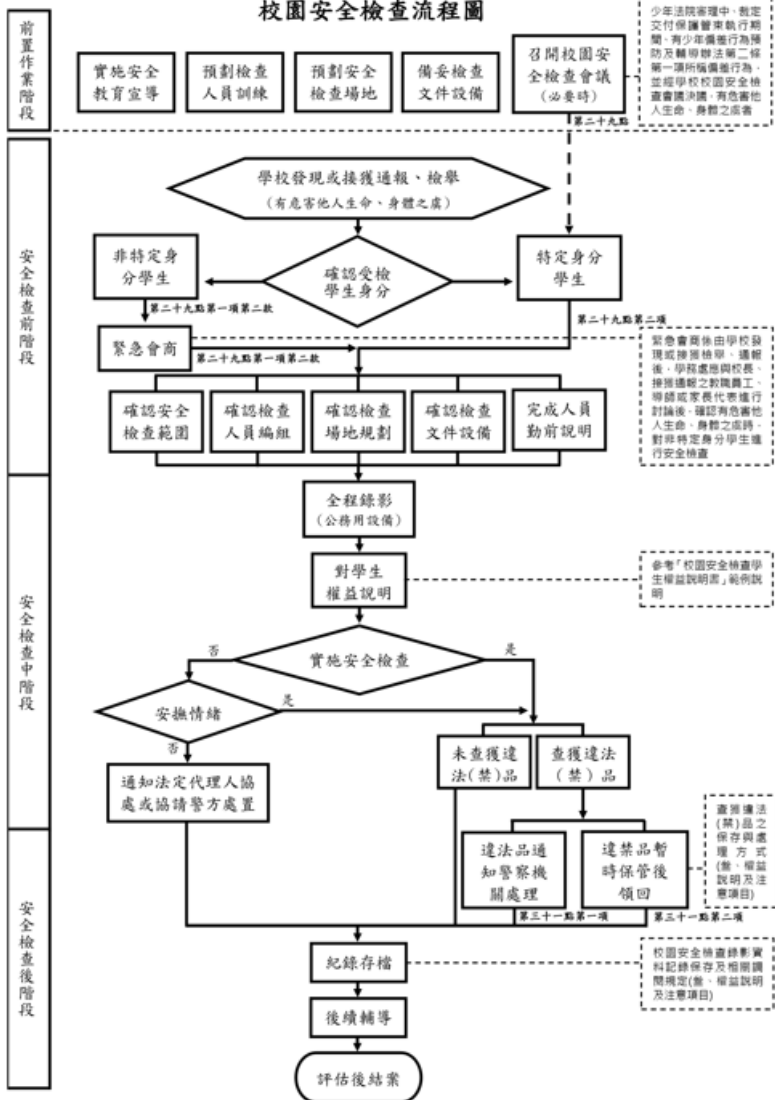 校園安全檢查流程圖
前置作業階段
實施安全
教育宣導
預劃檢查
人員訓練
預劃安全
檢查場地
備妥檢查
文件設備
召開校園安
全檢查會議
(必要時)
少年法院審理中、裁定
交付保護管束執行期
間、有少年偏差行為預
防及輔導辦法第二條
第一項所稱偏差行為,
並經學校校園安全檢
查會議決議,有危害他
人生命、身體之虞者
第二十九點
安全檢查前階段
學校發現或接獲通報、檢舉
(有危害他人生命、身體之虞)
非特定身
分學生
確認受檢
學生身分
特定身分
學生
第二十九點第一項第二款
第二十九點第二項
緊急會商
第二十九點第一項第二款
緊急會商係由學校發
現或接獲檢舉、通報
後,學務處應與校長、
接獲通報之教職員工、
導師或家長代表進行
討論後,確認有危害他
人生命、身體之虞時,
對非特定身分學生進
行安全檢查
確認安全
檢查範圍
確認檢查
人員編組
確認檢查
場地規劃
確認檢查
文件設備
完成人員
勤前說明
安全檢查中階段
全程錄影
(公務用設備)
對學生
權益說明
參考「校園安全檢查學
生權益說明書」範例說
明
實施安全檢查
否
是
安撫情緒
是
否
通知法定代理人協
處或協請警方處置
未查獲違
法(禁)品
查獲違法
(禁)品
安全檢查後階段
違法品通
知警察機
關處理
違禁品暫
時保管後
領回
查獲違法
(禁)品之
保存與處
理方式
(叁、權益
說明及注
意項目)
第三十一點第一項
第三十一點第二項
紀錄存檔
校園安全檢查錄影資
料記錄保存及相關調
閱規定(叁、權益說明
及注意項目)
後續輔導
評估後結案